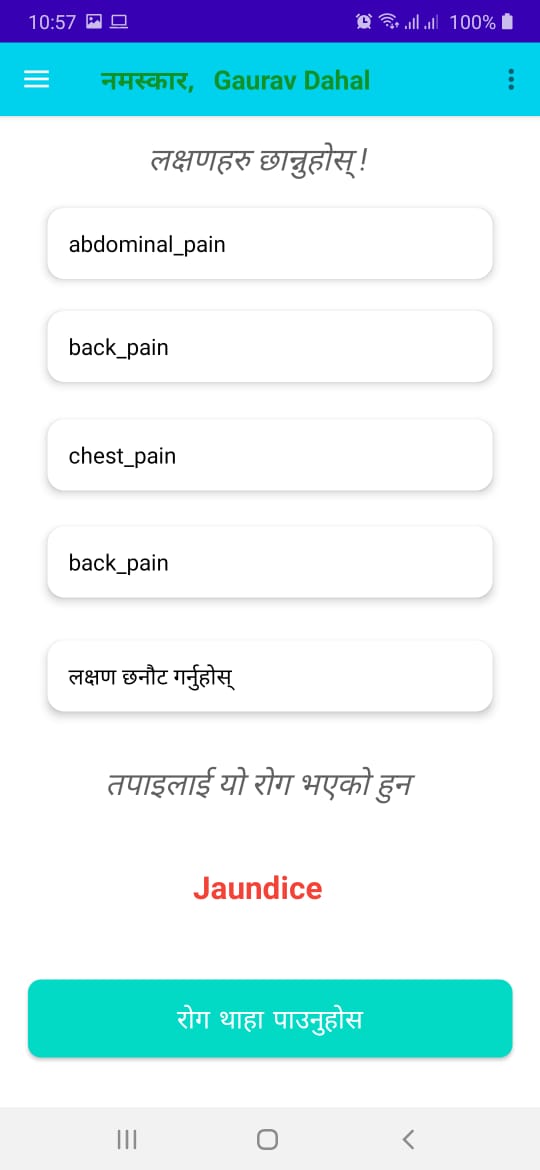 10:57 100%
नमस्कार, Gaurav Dahal
लक्षणहरु छान्नुहोस्!
abdominal_pain
back_pain
chest_pain
back_pain
लक्षण छनौट गर्नुहोस्
तपाइलाई यो रोग भएको हुन
Jaundice
रोग थाहा पाउनुहोस